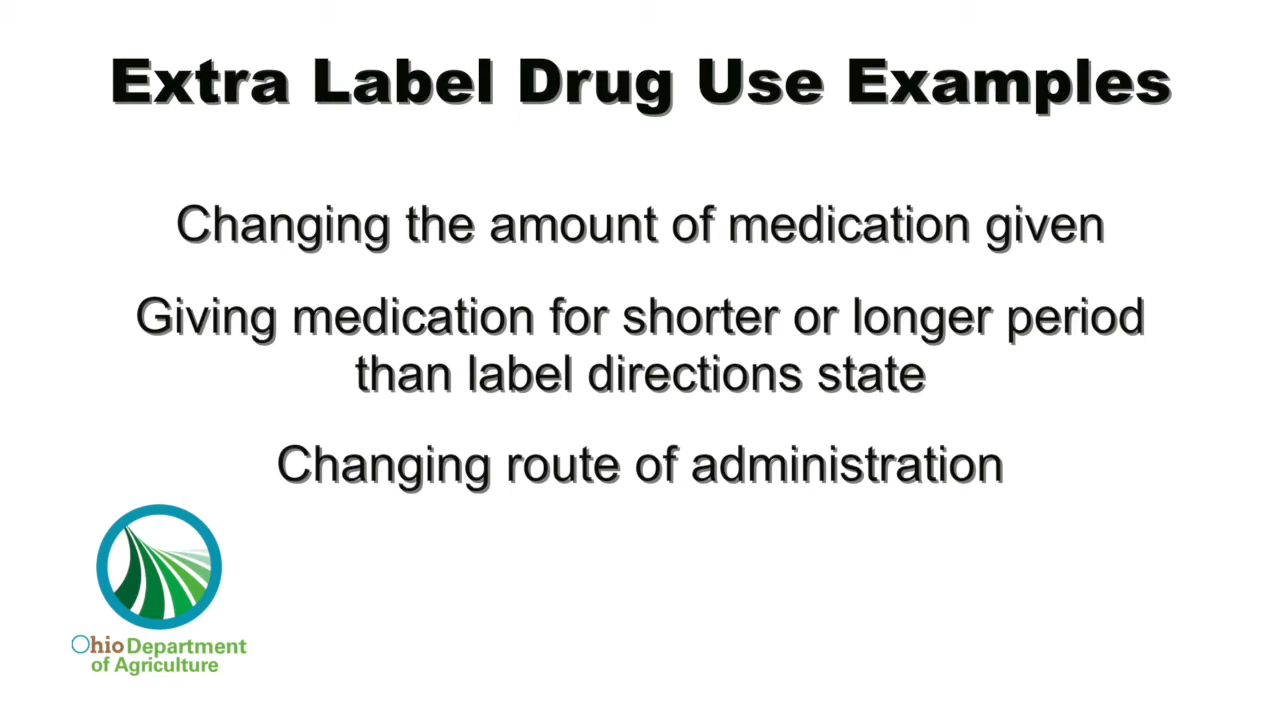 Extra Label Drug Use Examples
Changing the amount of medication given
Giving medication for shorter or longer period
than label directions state
Changing route of administration
Ohio Department
of Agriculture